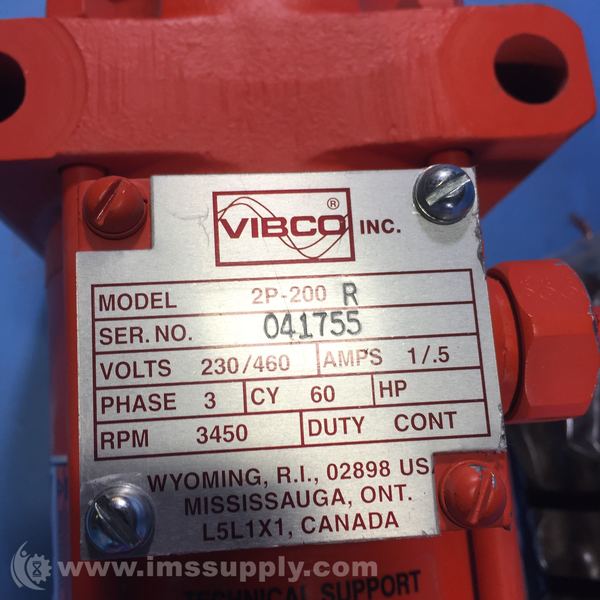 VIBCO ® INC.
MODEL 2P-200 R
SER. NO. 041755
VOLTS 230/460 AMPS 1/.5
PHASE 3 CY 60 HP
RPM 3450 DUTY CONT
WYOMING, R.I., 02898 US
MISSISSAUGA, ONT.
L5L1X1, CANADA
www.imssupply.com
TECHNICAL SUPPORT